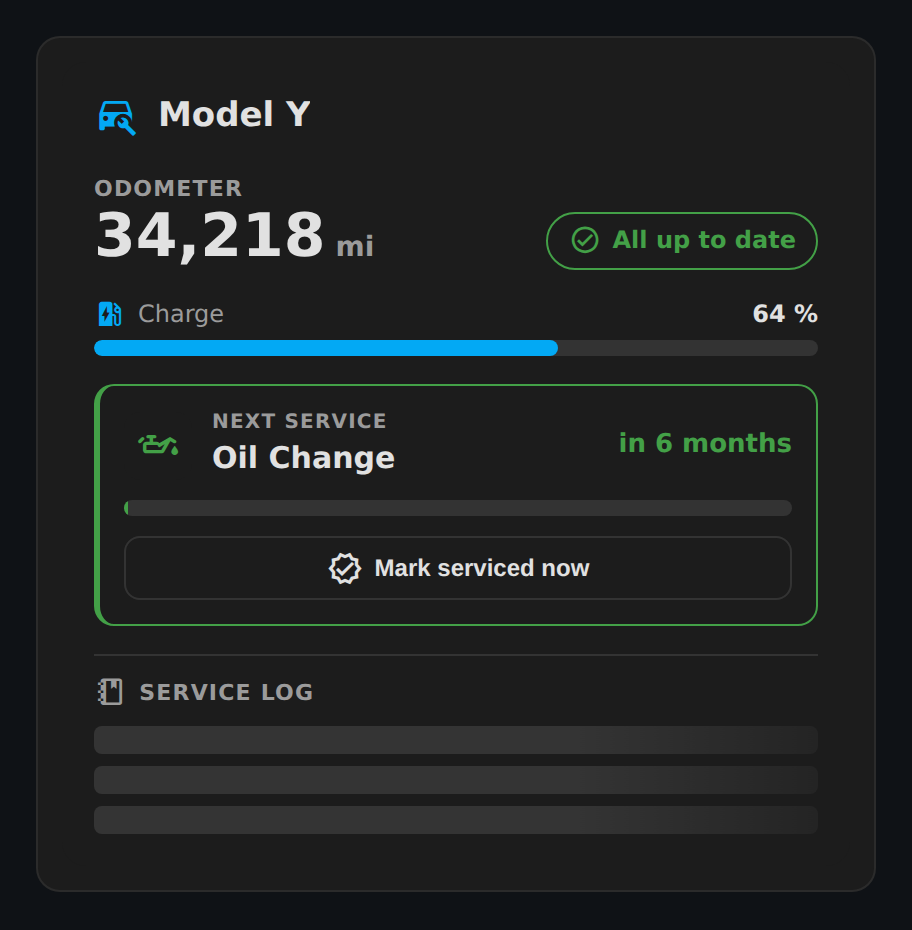 Model Y
ODOMETER
34,218 mi
All up to date
Charge
64 %
NEXT SERVICE
Oil Change
in 6 months
Mark serviced now
SERVICE LOG